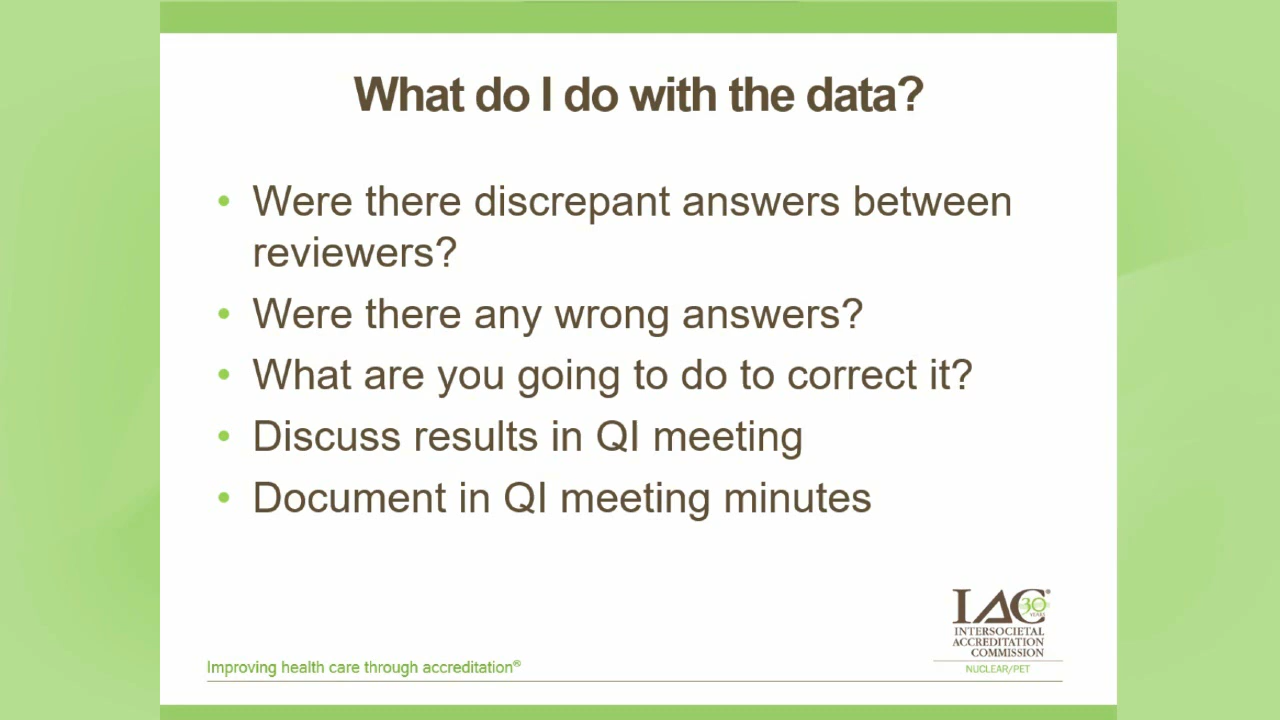 What do I do with the data?
• Were there discrepant answers between
reviewers?
• Were there any wrong answers?
• What are you going to do to correct it?
• Discuss results in QI meeting
• Document in QI meeting minutes
IAC®
30
YEARS
INTERSOCIETAL
ACCREDITATION
COMMISSION
NUCLEAR/PET
Improving health care through accreditation®